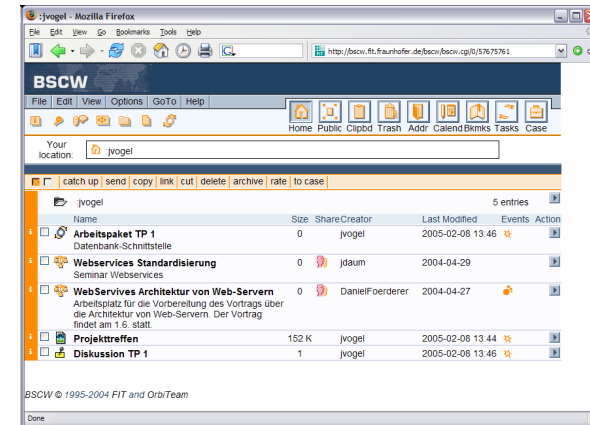 :jvogel - Mozilla Firefox
File Edit View Go Bookmarks Tools Help
http://bscw.fit.fraunhofer.de/bscw/bscw.cgi/0/57675761
BSCW
File Edit View Options GoTo Help
Home Public Clipbd Trash Addr Calend Bkmks Tasks Case
Your location: :jvogel
catch up send copy link cut delete archive rate to case
:jvogel 5 entries
Name Size Share Creator Last Modified Events Action
Arbeitspaket TP 1 0 jvogel 2005-02-08 13:46
Datenbank-Schnittstelle
Webservices Standardisierung 0 jdaum 2004-04-29
Seminar Webservices
WebServives Architektur von Web-Servern 0 DanielFoerderer 2004-04-27
Arbeitsplatz für die Vorbereitung des Vortrags über
die Architektur von Web-Servern. Der Vortrag
findet am 1.6. statt.
Projekttreffen 152 K jvogel 2005-02-08 13:44
Diskussion TP 1 1 jvogel 2005-02-08 13:46
BSCW © 1995-2004 FIT and OrbiTeam
Done